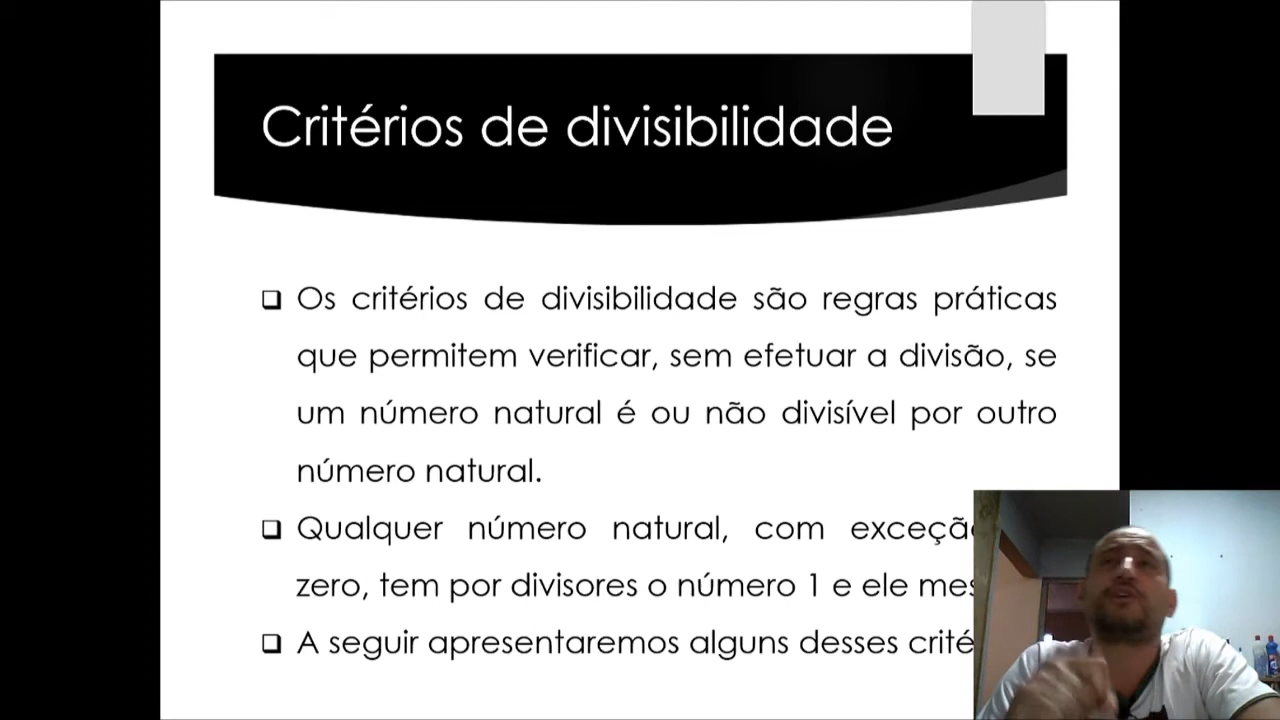 Critérios de divisibilidade
❑ Os critérios de divisibilidade são regras práticas
que permitem verificar, sem efetuar a divisão, se
um número natural é ou não divisível por outro
número natural.
❑ Qualquer número natural, com
zero, tem por divisores o número 1 e ele
❑ A seguir apresentaremos alguns desses